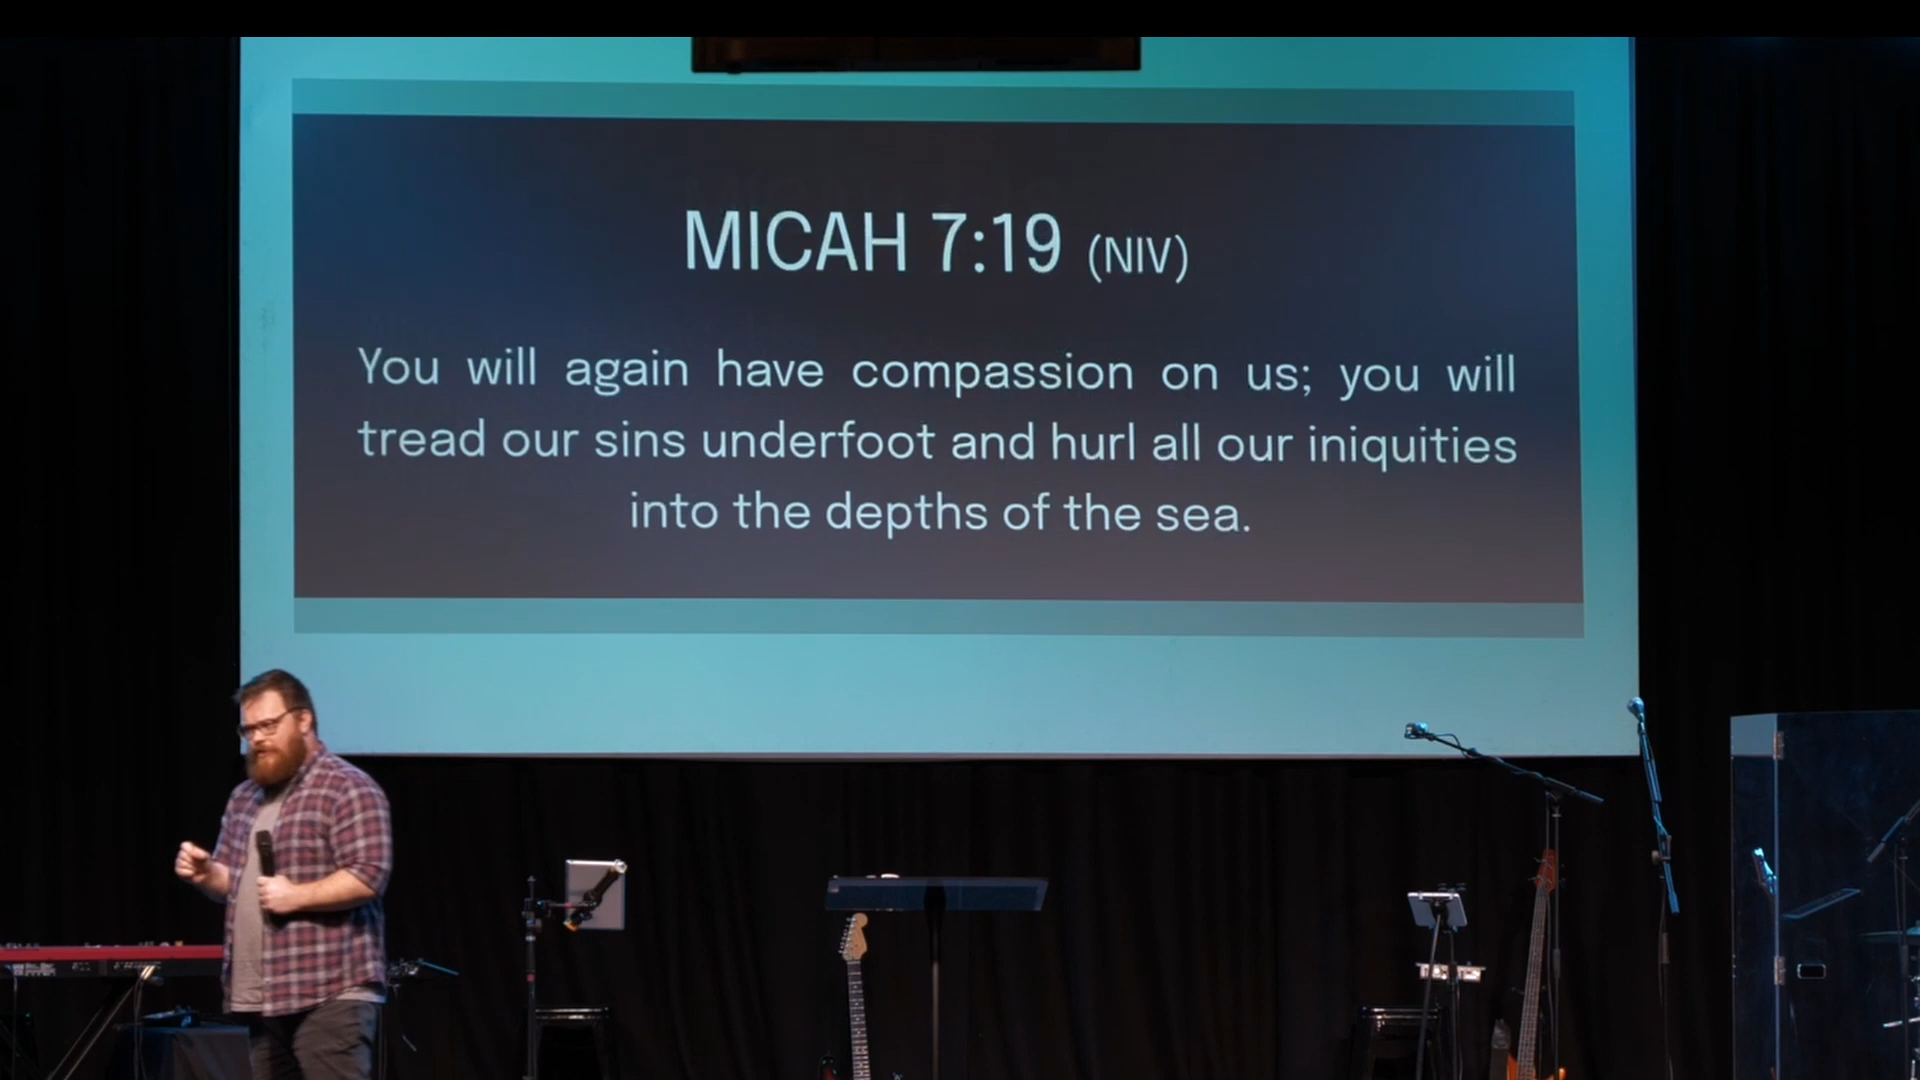 MICAH 7:19 (NIV)
You will again have compassion on us; you will
tread our sins underfoot and hurl all our iniquities
into the depths of the sea.